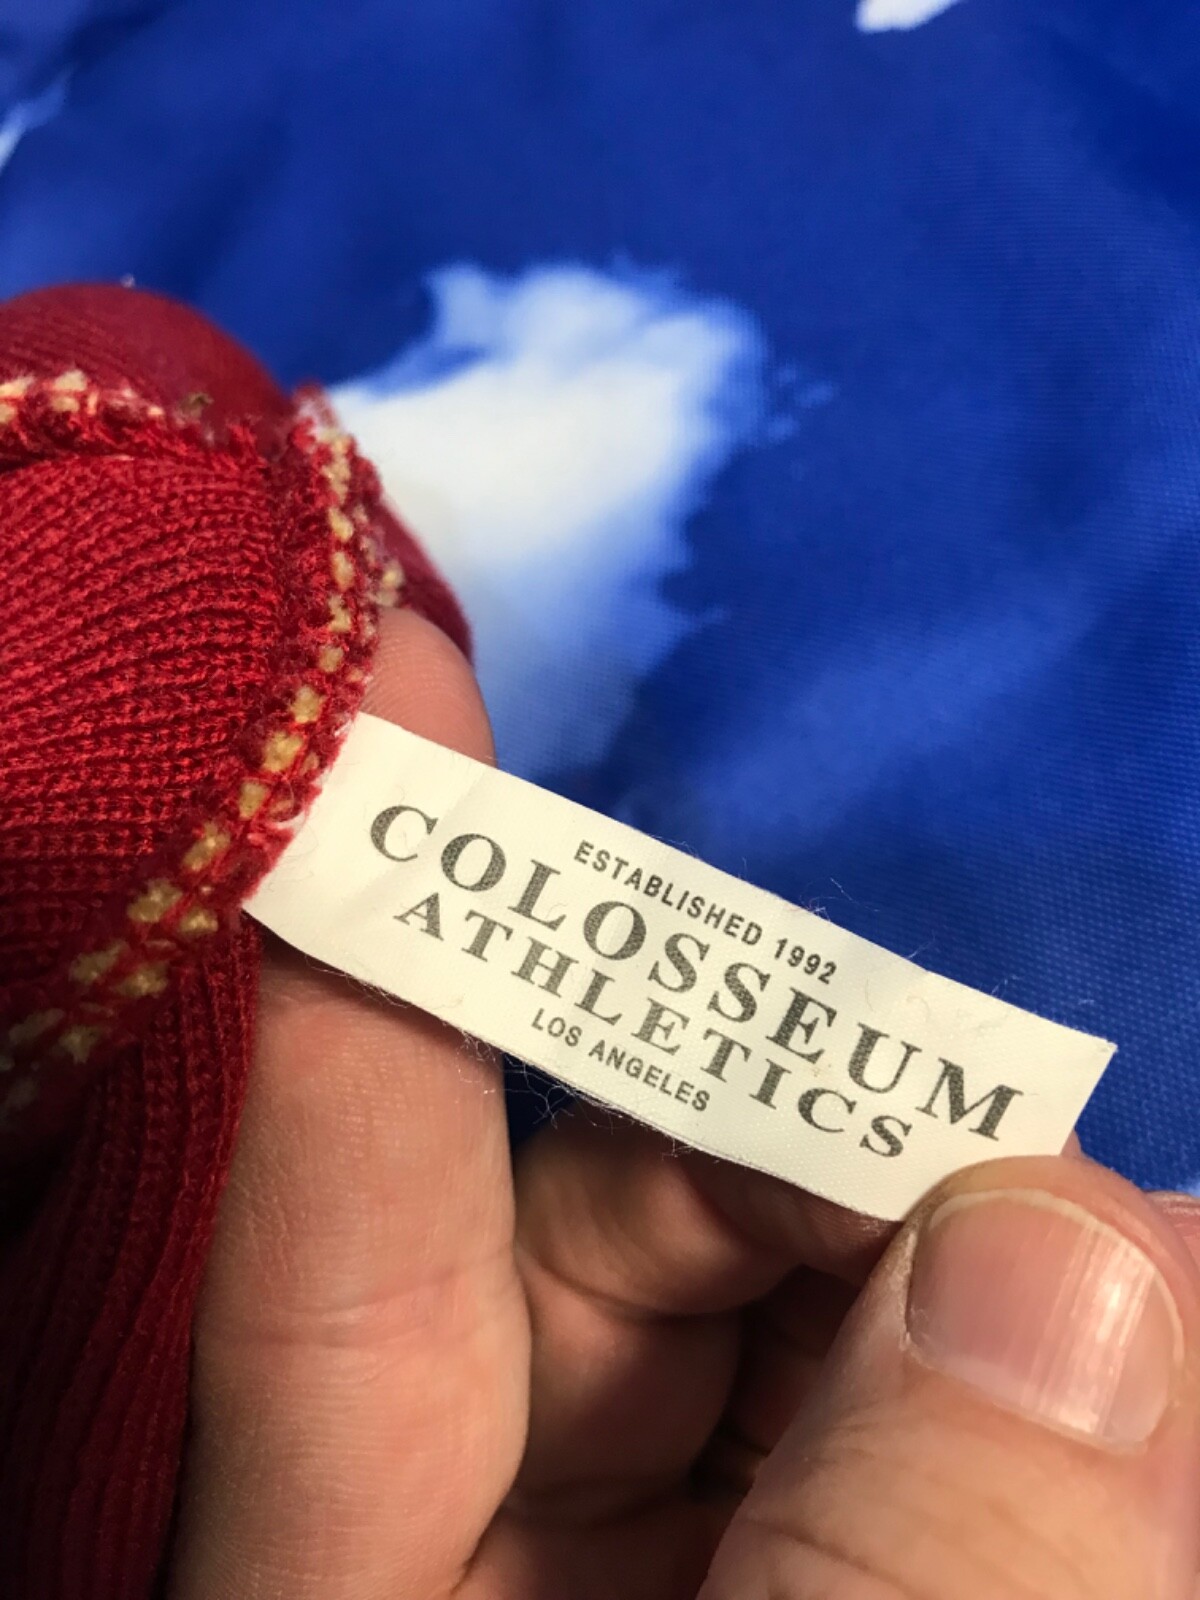 ESTABLISHED 1992
COLOSSEUM
ATHLETICS
LOS ANGELES